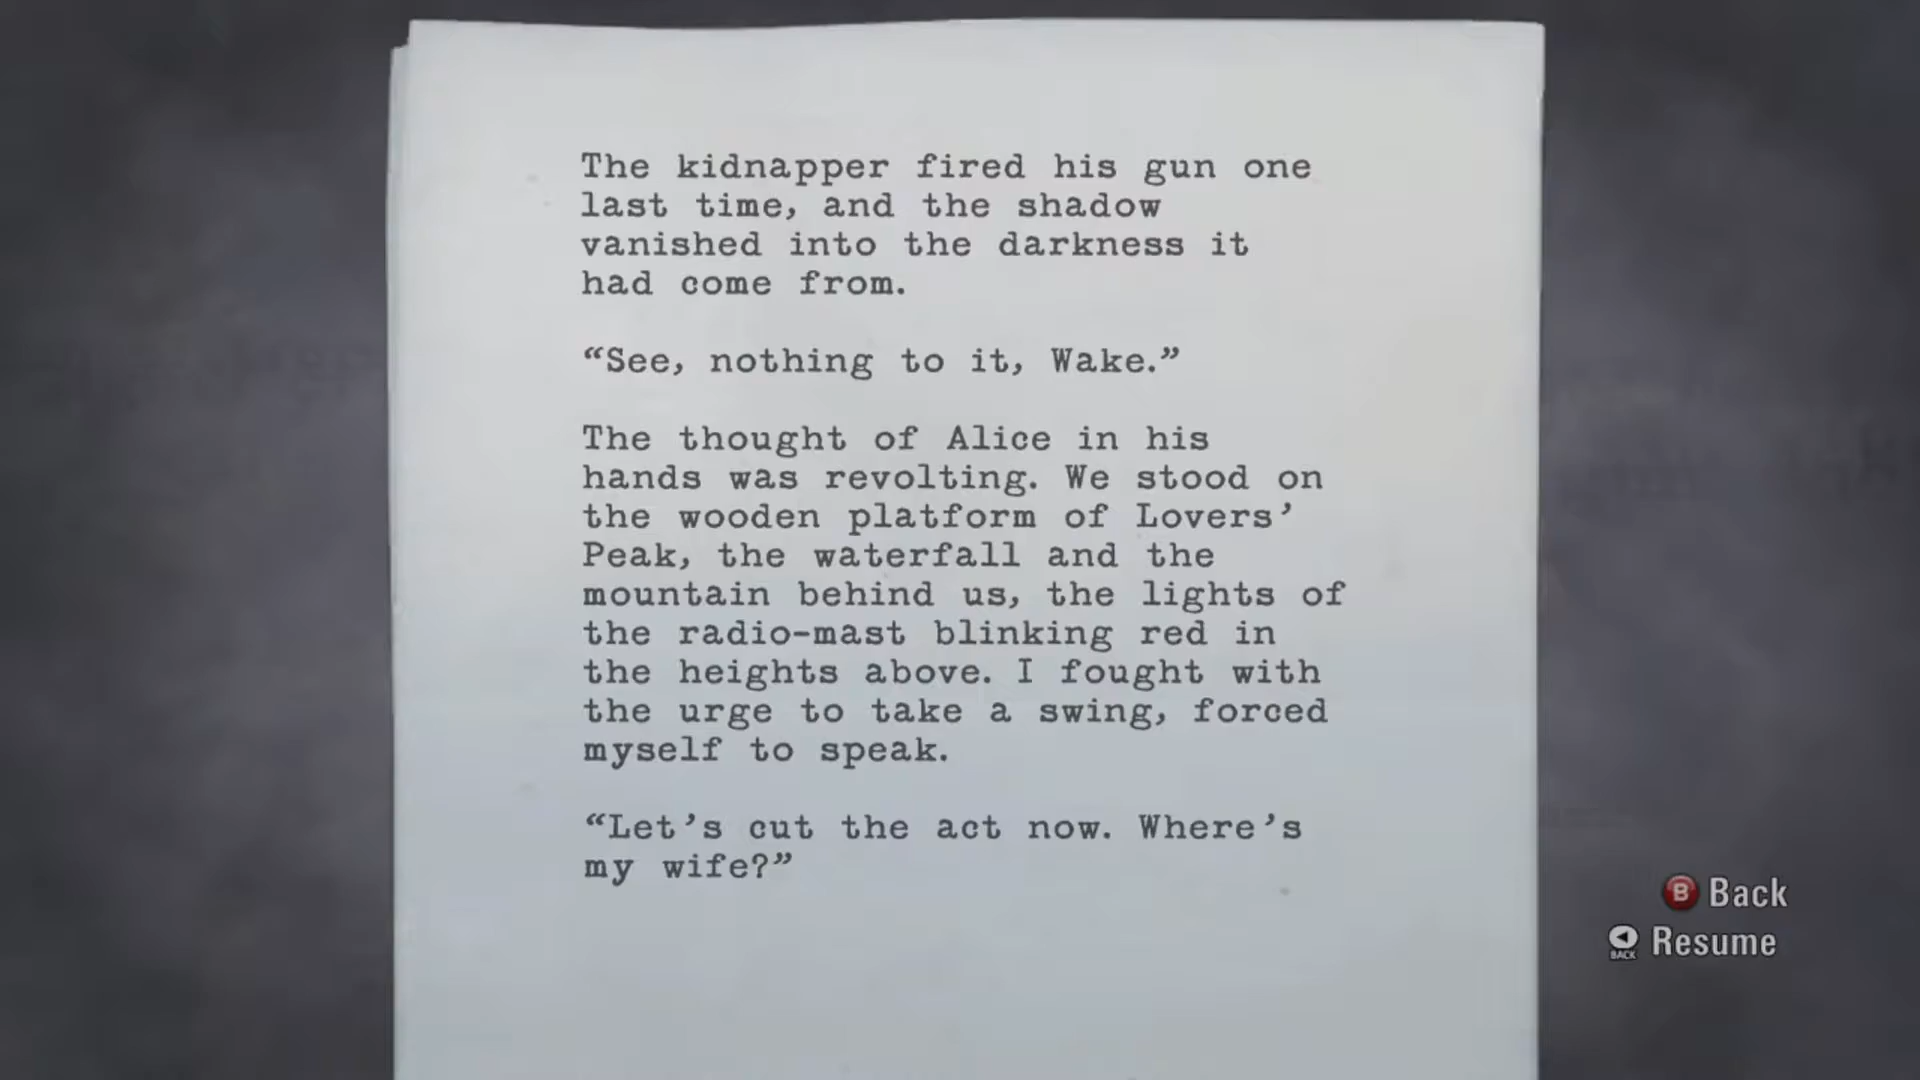 The kidnapper fired his gun one
last time, and the shadow
vanished into the darkness it
had come from.
“See, nothing to it, Wake.”
The thought of Alice in his
hands was revolting. We stood on
the wooden platform of Lovers’
Peak, the waterfall and the
mountain behind us, the lights of
the radio-mast blinking red in
the heights above. I fought with
the urge to take a swing, forced
myself to speak.
“Let’s cut the act now. Where’s
my wife?”
B Back
BACK Resume